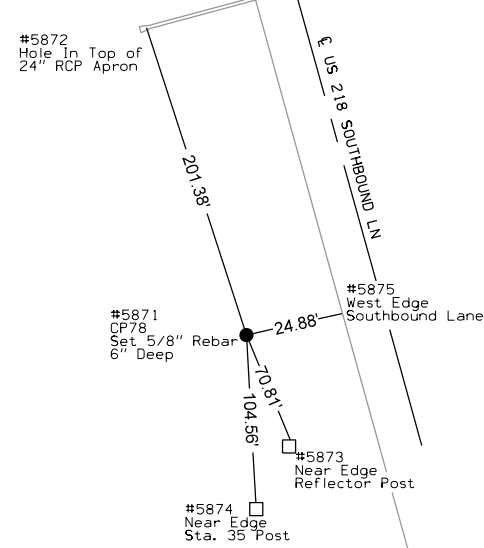 #5872
Hole In Top of
24" RCP Apron
℄ US 218 SOUTHBOUND LN
201.38'
#5875
West Edge
Southbound Lane
#5871
CP78
Set 5/8" Rebar
6" Deep
24.88'
70.81'
104.56'
#5873
Near Edge
Reflector Post
#5874
Near Edge
Sta. 35 Post